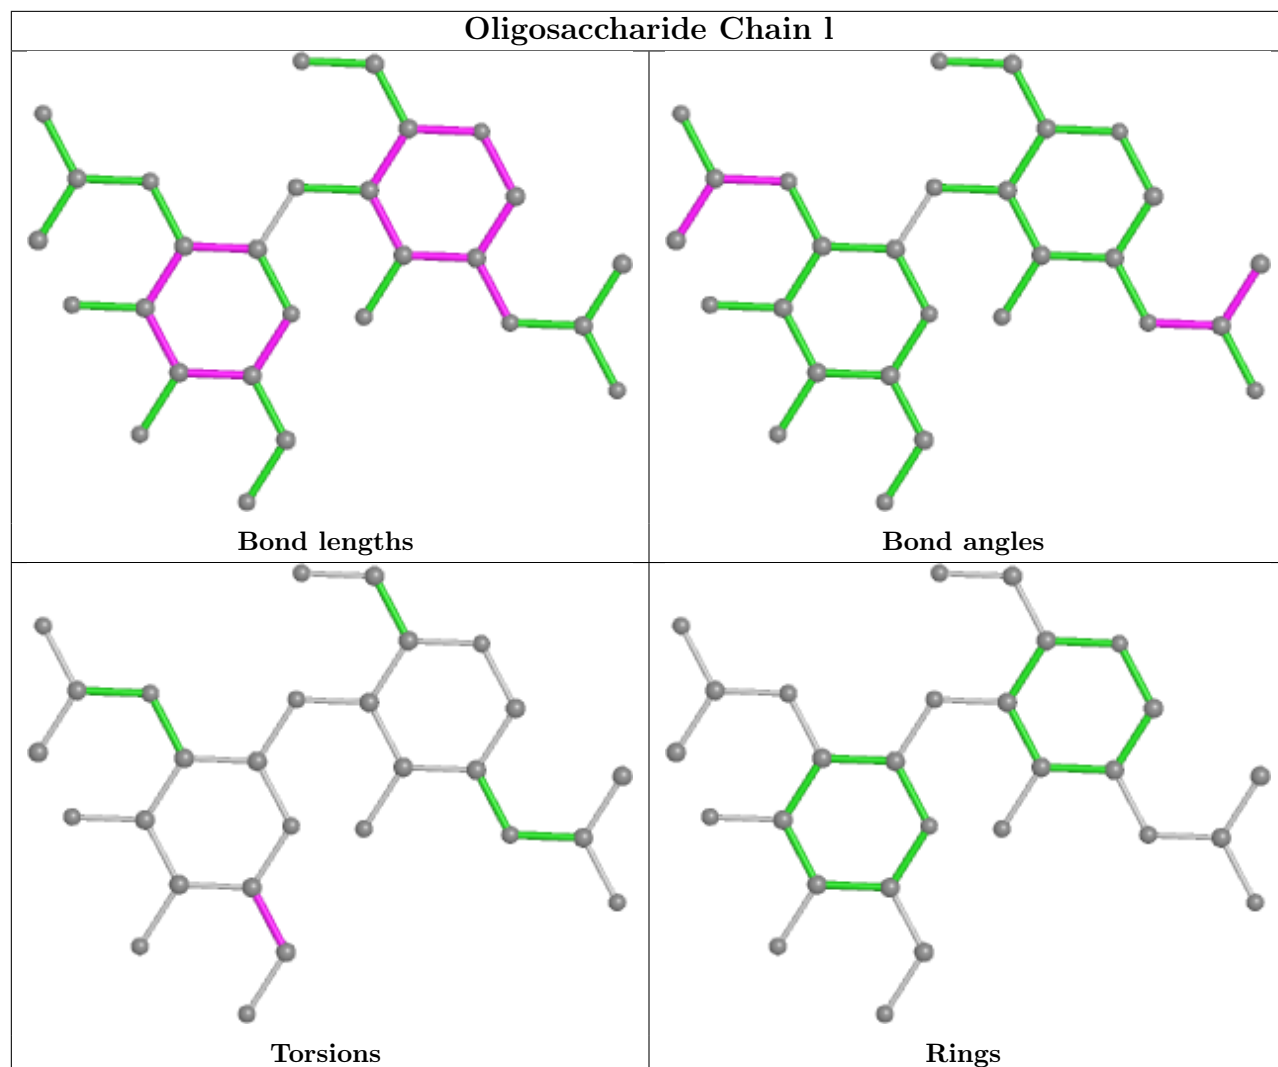 Oligosaccharide Chain l
Bond lengths
Bond angles
Torsions
Rings